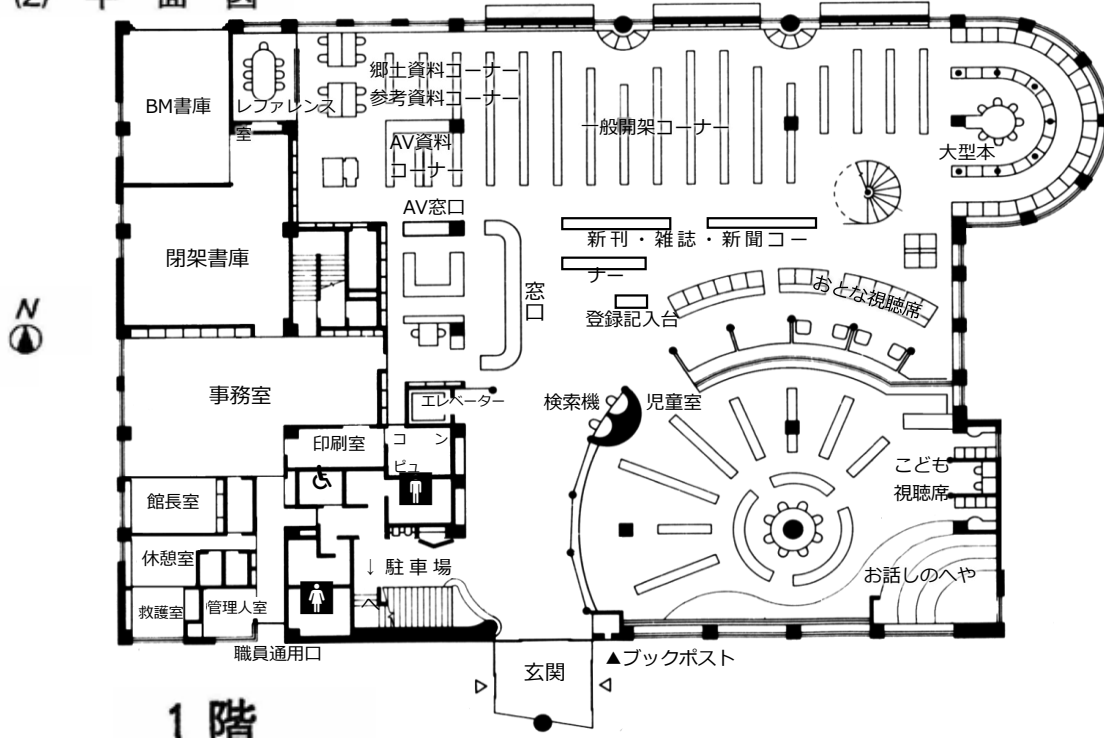 (2) 平面図
郷土資料コーナー
BM書庫
レファレンス
室
参考資料コーナー
一般開架コーナー
AV資料
コーナー
大型本
AV窓口
新刊・雑誌・新聞コー
ナー
閉架書庫
窓口
おとな視聴席
N
登録記入台
事務室
エレベーター
検索機
児童室
印刷室
コン
ピュ
こども
視聴席
館長室
休憩室
↓駐車場
へ
お話しのへや
救護室
管理人室
職員通用口
玄関
▲ブックポスト
1階